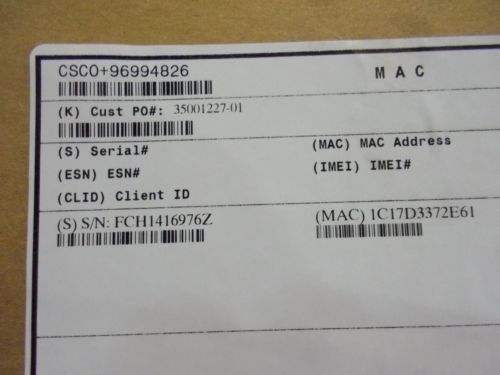 CSCO+96994826 MAC
(K) Cust PO#: 35001227-01
(S) Serial# (MAC) MAC Address
(ESN) ESN# (IMEI) IMEI#
(CLID) Client ID
(S) S/N: FCH1416976Z (MAC) 1C17D3372E61